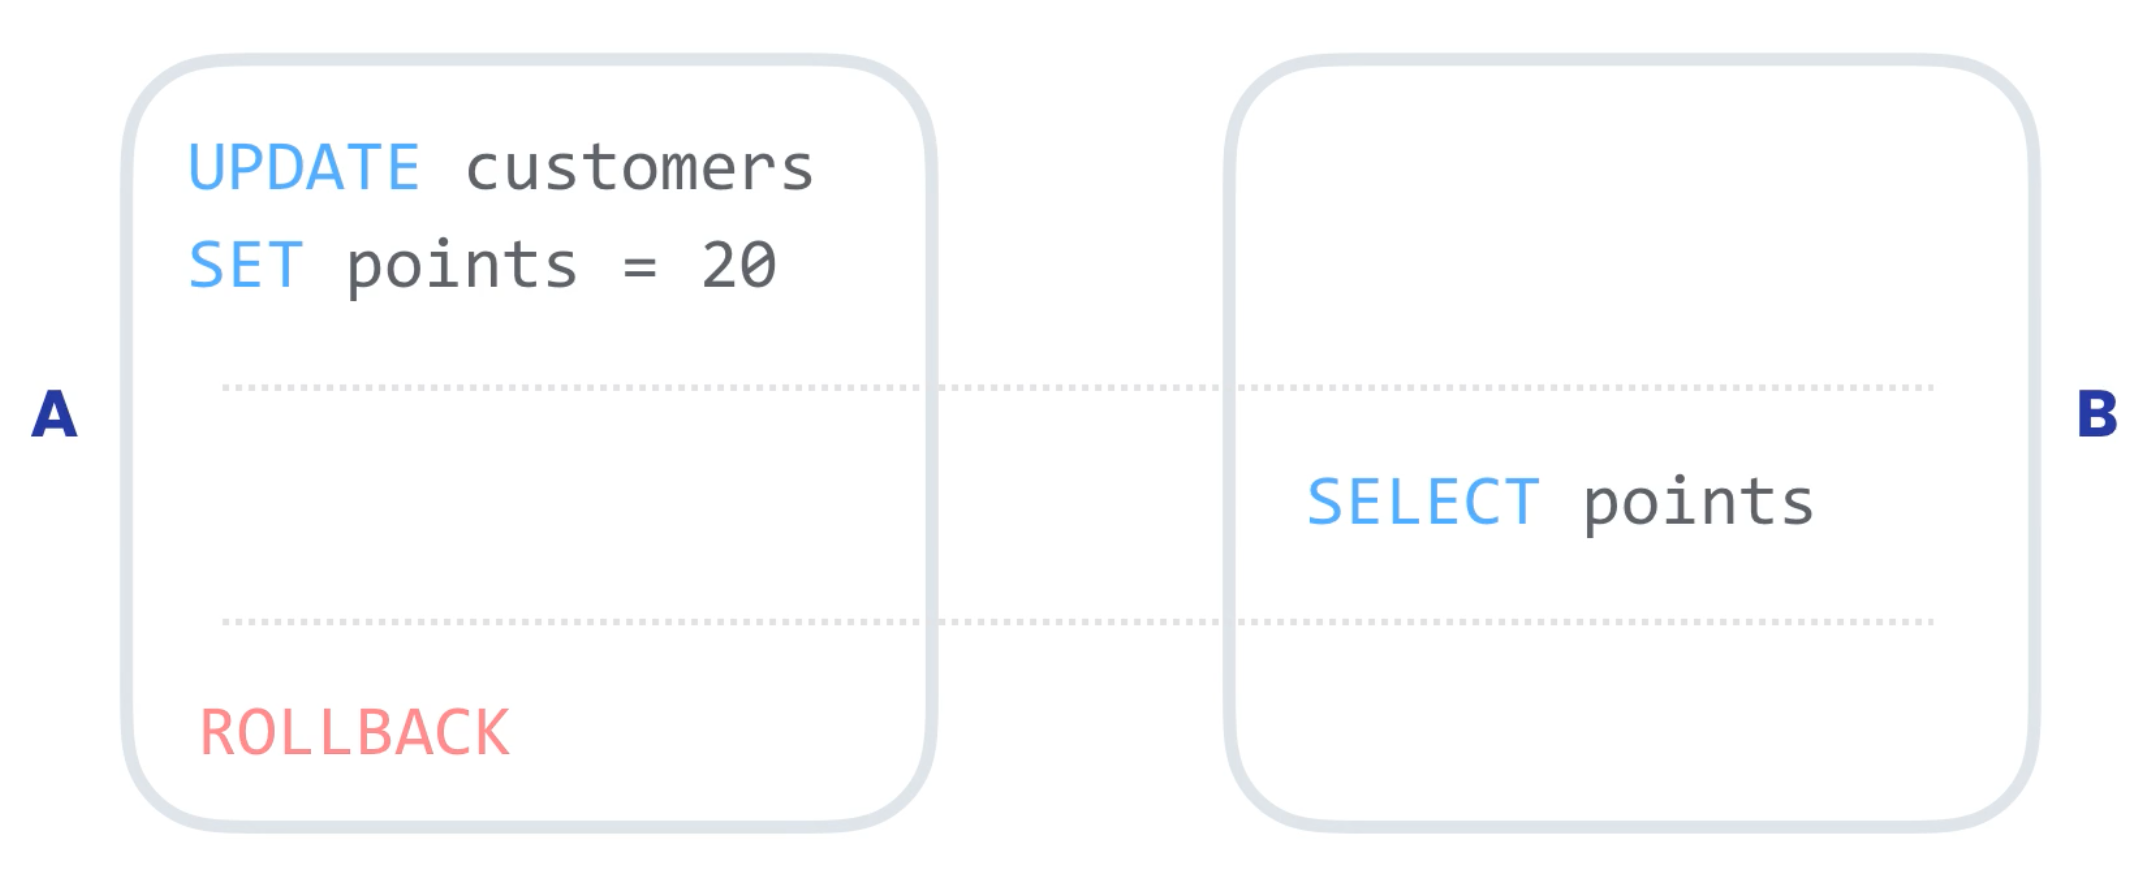 UPDATE customers
SET points = 20
A
B
SELECT points
ROLLBACK